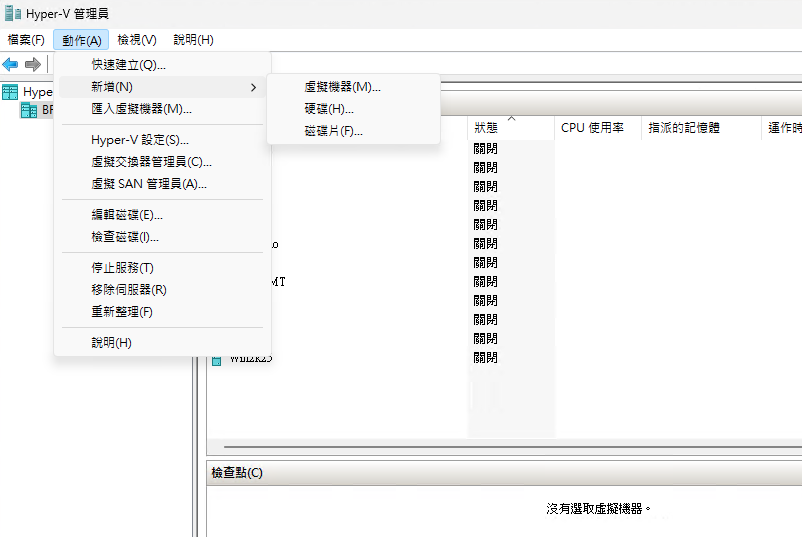 Hyper-V 管理員
檔案(F) 動作(A) 檢視(V) 說明(H)
快速建立(Q)...
Hype 新增(N) 虛擬機器(M)...
匯入虛擬機器(M)... 硬碟(H)...
磁碟片(F)...
狀態 CPU 使用率 指派的記憶體 運作時
Hyper-V 設定(S)... 關閉
虛擬交換器管理員(C)... 關閉
虛擬 SAN 管理員(A)... 關閉
關閉
編輯磁碟(E)... 關閉
檢查磁碟(I)... 關閉
停止服務(T) 關閉
移除伺服器(R) MT 關閉
重新整理(F) 關閉
關閉
說明(H) 關閉
Win2k25 關閉
檢查點(C)
沒有選取虛擬機器。